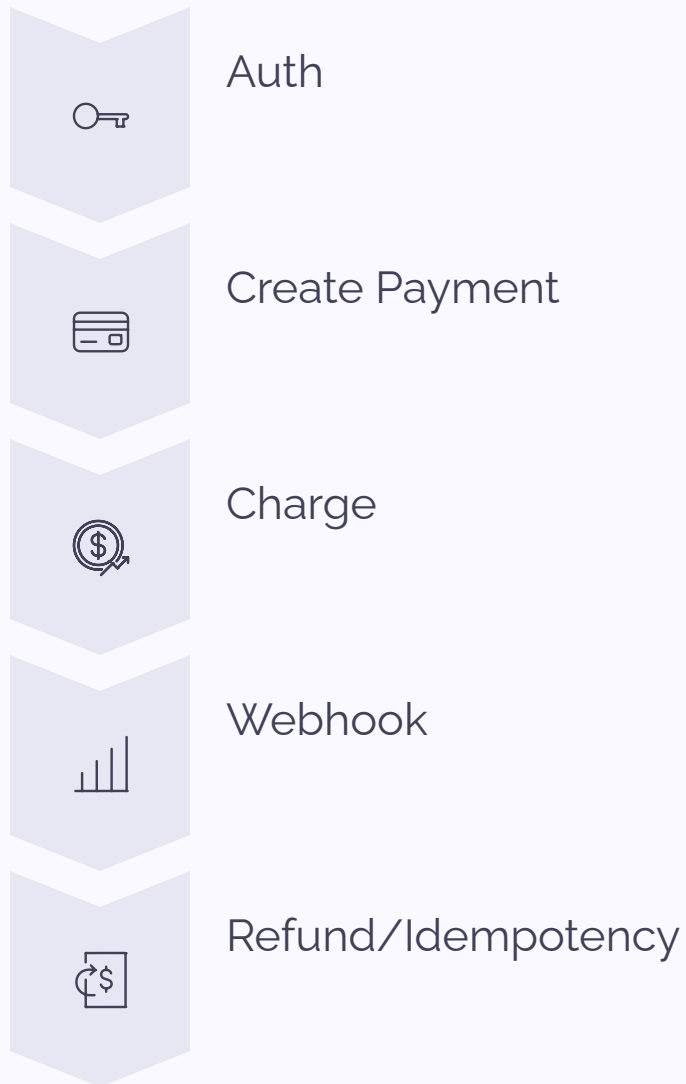 Auth
Create Payment
$
Charge
Webhook
$
Refund/Idempotency